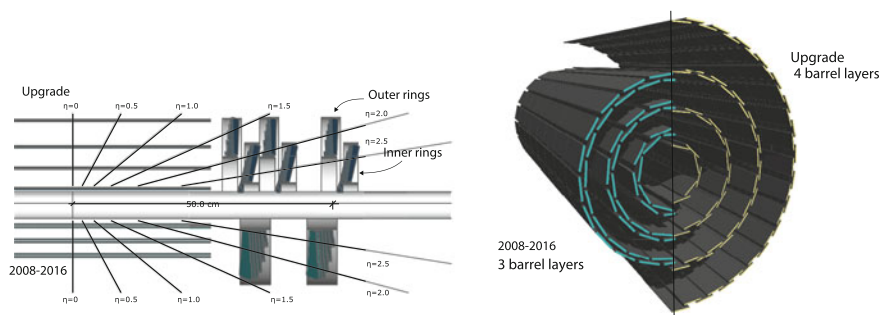 Upgrade
η=0
η=0.5
η=1.0
η=1.5
η=2.0
η=2.5
Outer rings
Inner rings
50.0 cm
2008-2016
η=0
η=0.5
η=1.0
η=1.5
η=2.0
η=2.5
Upgrade
4 barrel layers
2008-2016
3 barrel layers